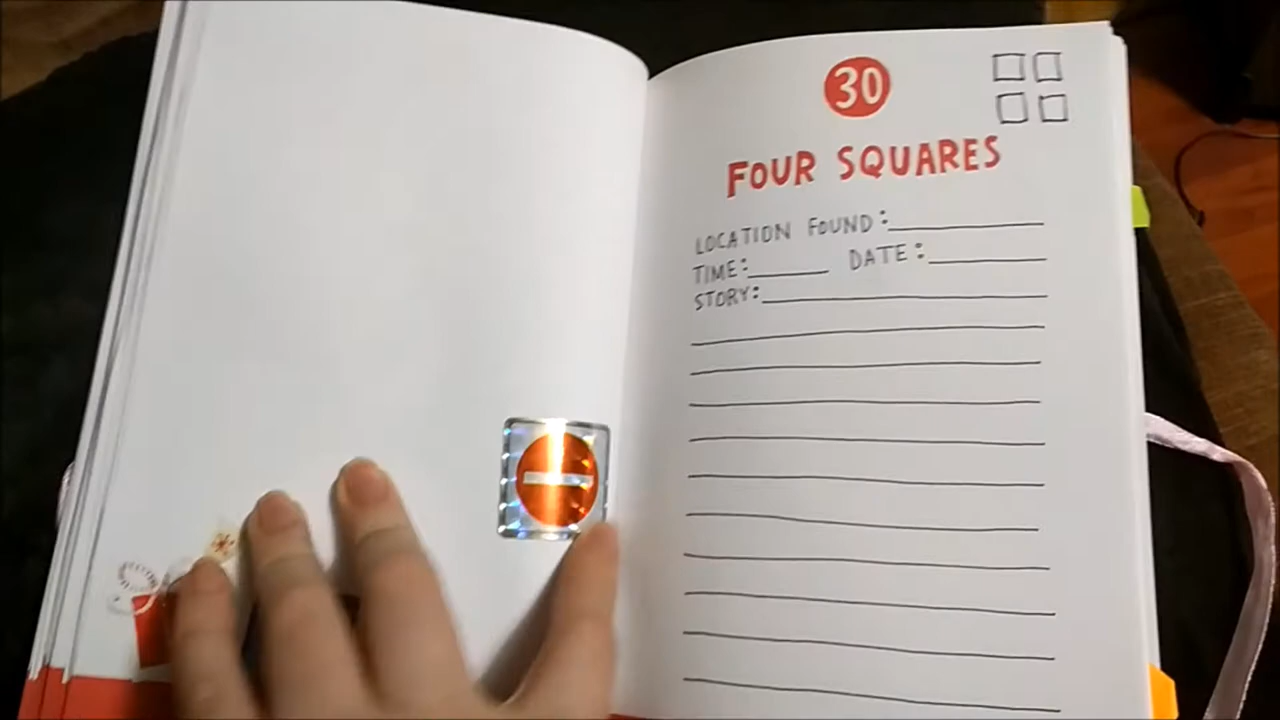 30
FOUR SQUARES
LOCATION FOUND:
TIME: DATE:
STORY: